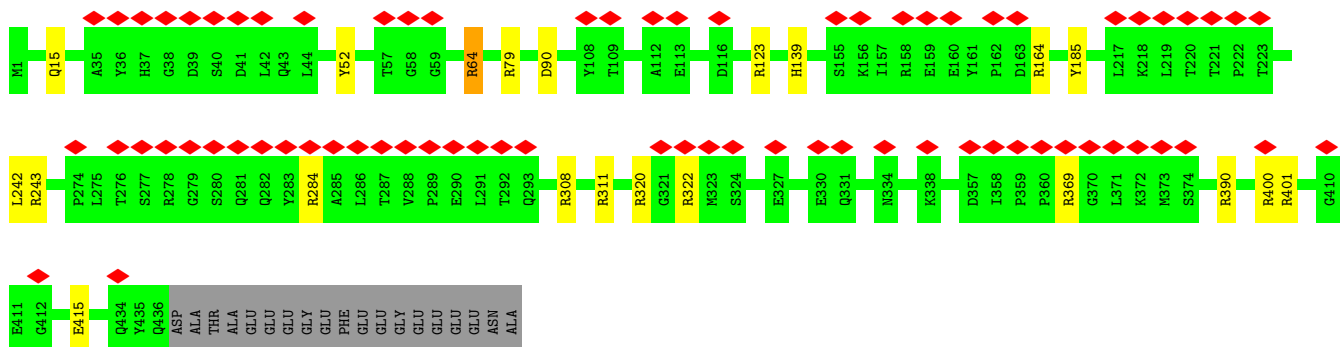 M1 Q15 A35 Y36 H37 G38 D39 S40 D41 L42 Q43 L44 Y52 T57 G58 G59 R64 R79 D90 Y108 T109 A112 E113 D116 R123 H139 S155 K156 I157 R158 E159 E160 Y161 P162 D163 R164 Y185 L217 K218 L219 T220 T221 P222 T223
L242 R243 P274 L275 T276 S277 R278 G279 S280 Q281 Q282 Y283 R284 A285 L286 T287 V288 P289 E290 L291 T292 Q293 R308 R311 R320 G321 R322 M323 S324 E327 E330 Q331 N334 K338 D357 I358 P359 P360 R369 G370 L371 K372 M373 S374 R390 R400 R401 G410
E411 G412 E415 Q434 Y435 Q436 ASP ALA THR ALA GLU GLU GLU GLY GLU PHE GLU GLU GLY GLU GLU GLU GLU ASN ALA